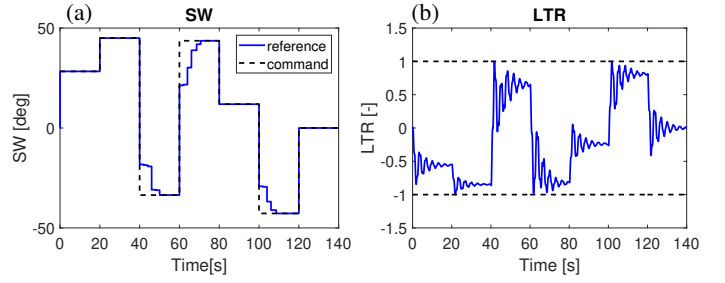 (a) SW
50
0
-50
SW [deg]
reference
command
0 20 40 60 80 100 120 140
Time[s]
(b) LTR
1.5
1
0.5
0
-0.5
-1
-1.5
LTR [-]
0 20 40 60 80 100 120 140
Time [s]